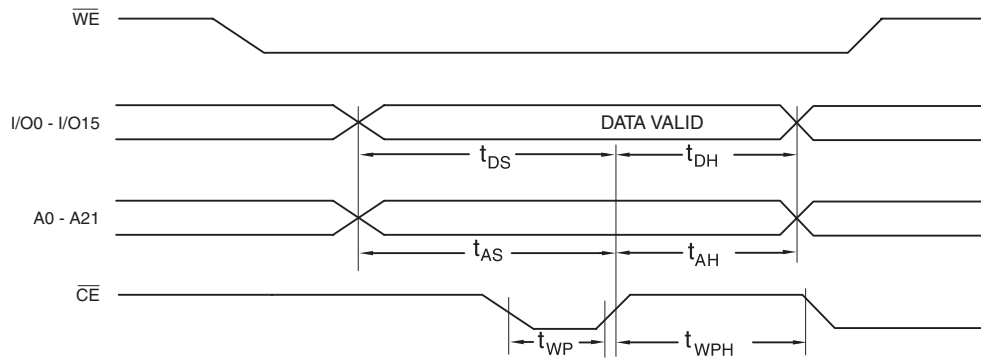 WE
I/O0 - I/O15
DATA VALID
tDS
tDH
A0 - A21
tAS
tAH
CE
tWP
tWPH